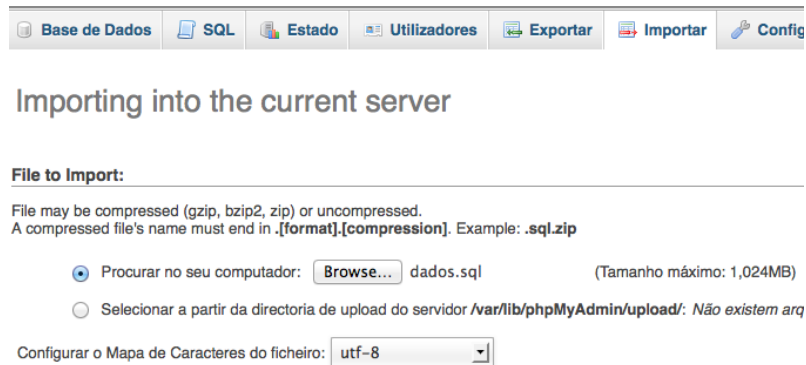 Base de Dados SQL Estado Utilizadores Exportar Importar Config
Importing into the current server
File to Import:
File may be compressed (gzip, bzip2, zip) or uncompressed.
A compressed file's name must end in .[format].[compression]. Example: .sql.zip
Procurar no seu computador: Browse... dados.sql (Tamanho máximo: 1,024MB)
Selecionar a partir da directoria de upload do servidor /var/lib/phpMyAdmin/upload/: Não existem arq
Configurar o Mapa de Caracteres do ficheiro: utf-8